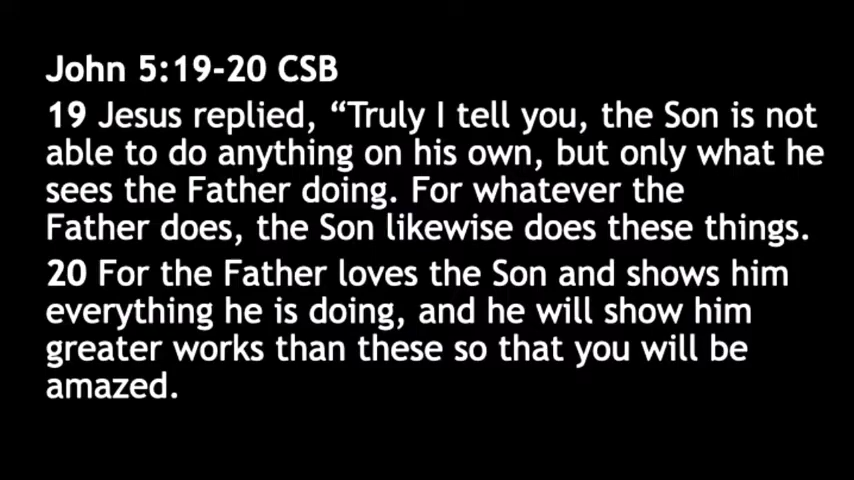 John 5:19-20 CSB
19 Jesus replied, “Truly I tell you, the Son is not
able to do anything on his own, but only what he
sees the Father doing. For whatever the
Father does, the Son likewise does these things.
20 For the Father loves the Son and shows him
everything he is doing, and he will show him
greater works than these so that you will be
amazed.